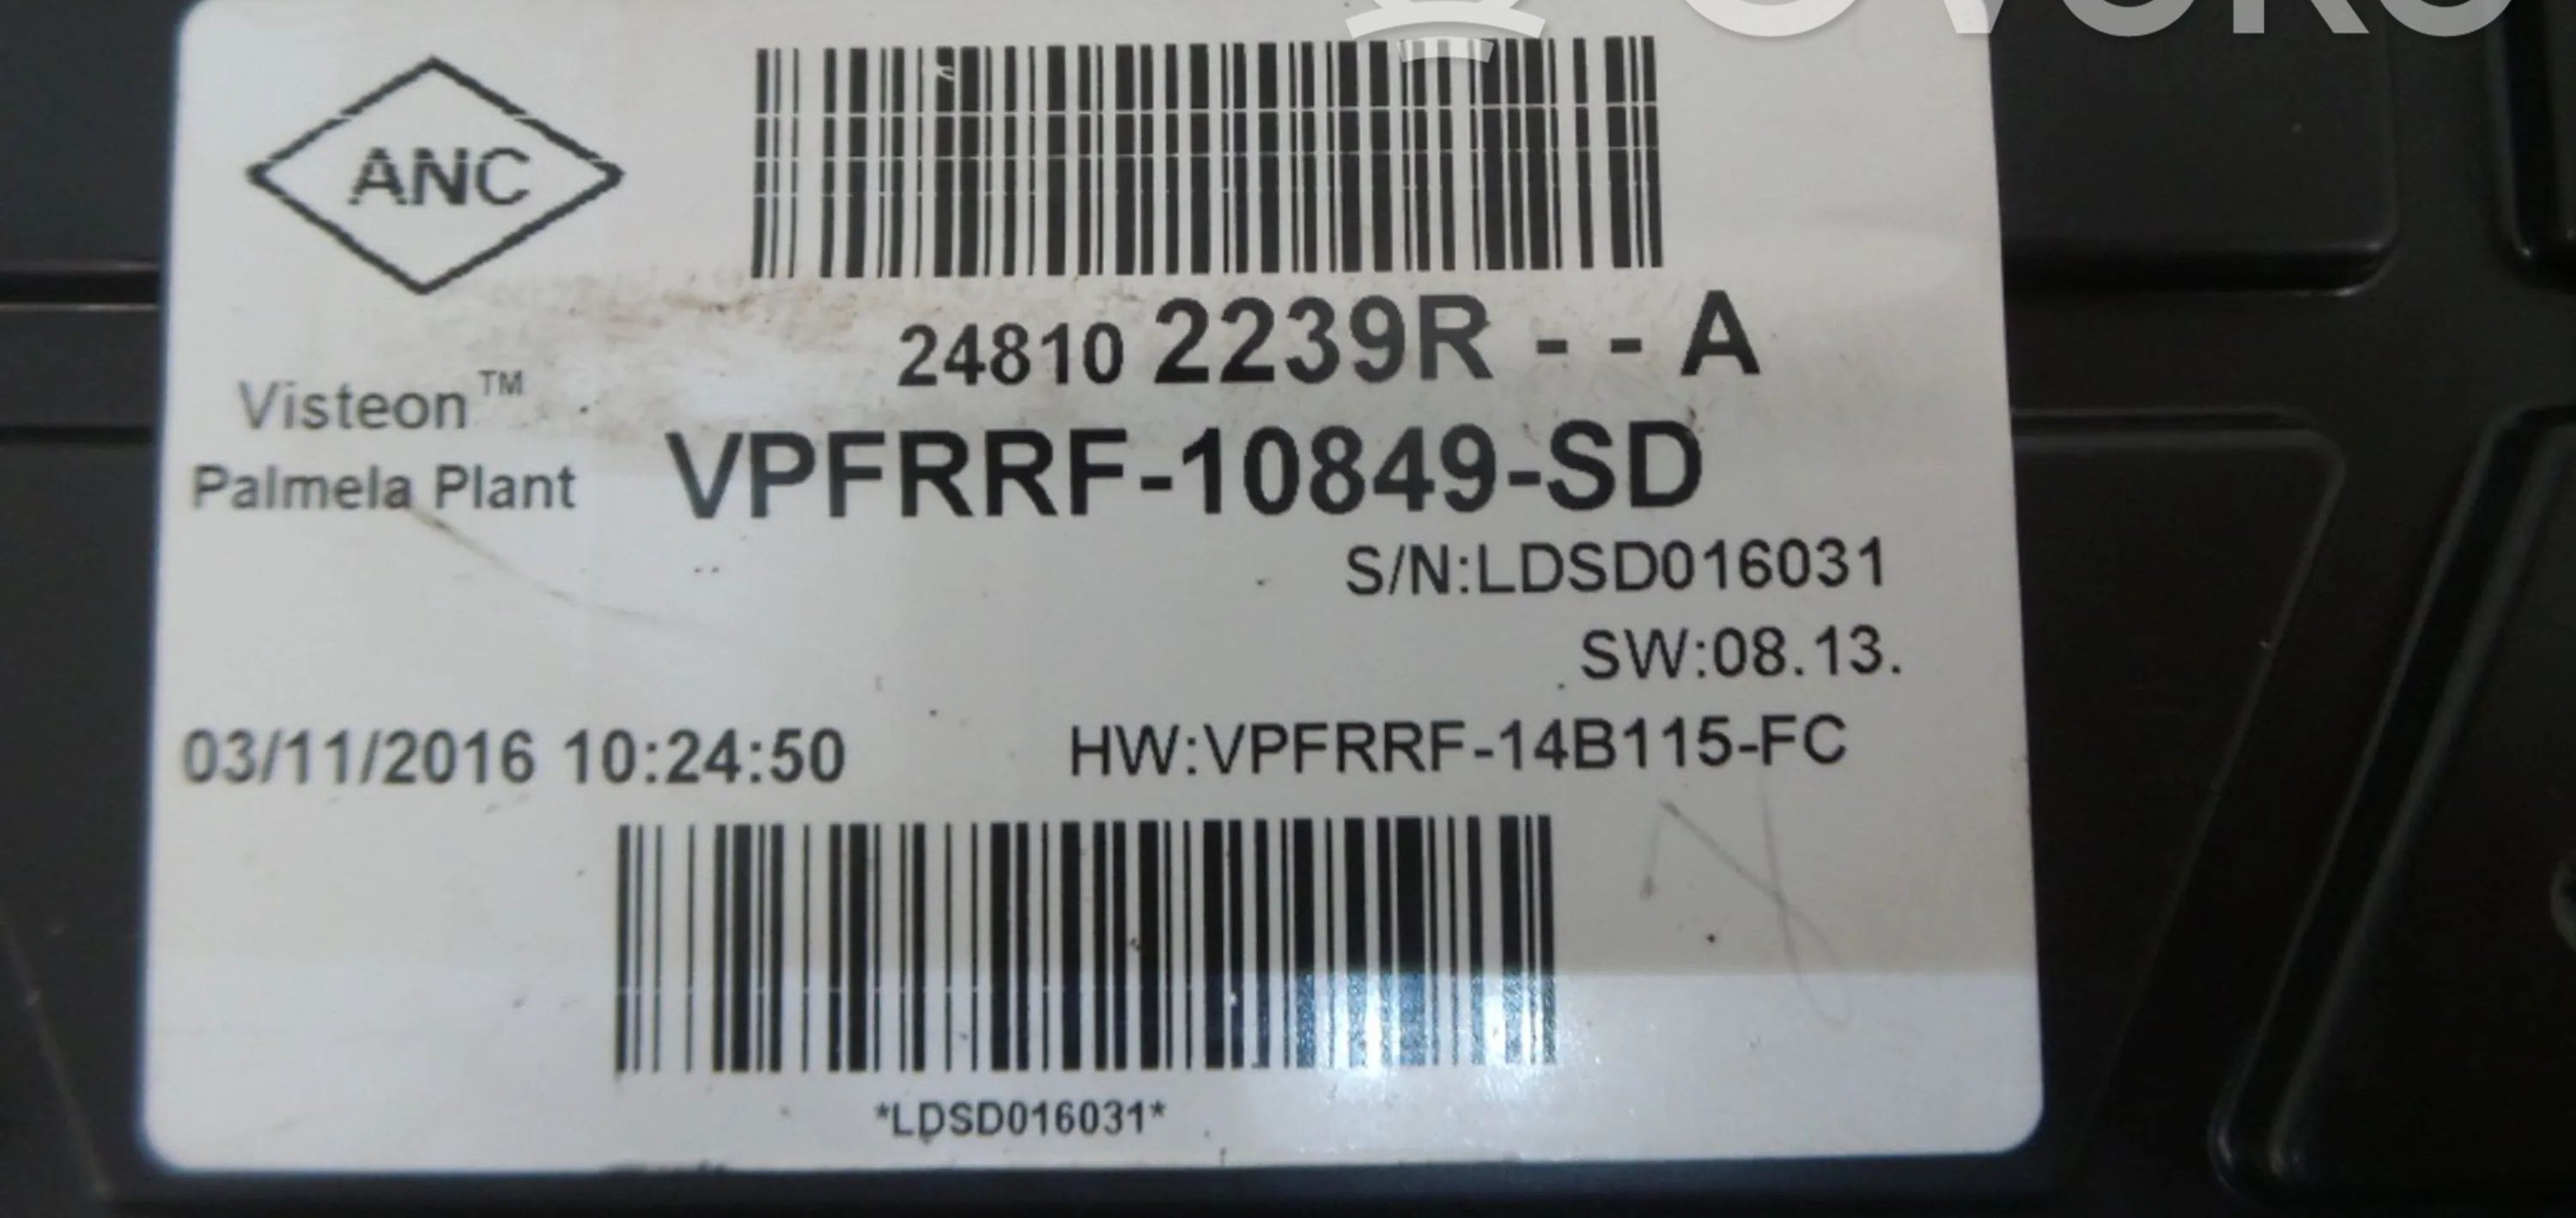 ANC
24810 2239R - - A
Visteon™
Palmela Plant
VPFRRF-10849-SD
S/N:LDSD016031
SW:08.13.
03/11/2016 10:24:50
HW:VPFRRF-14B115-FC
*LDSD016031*